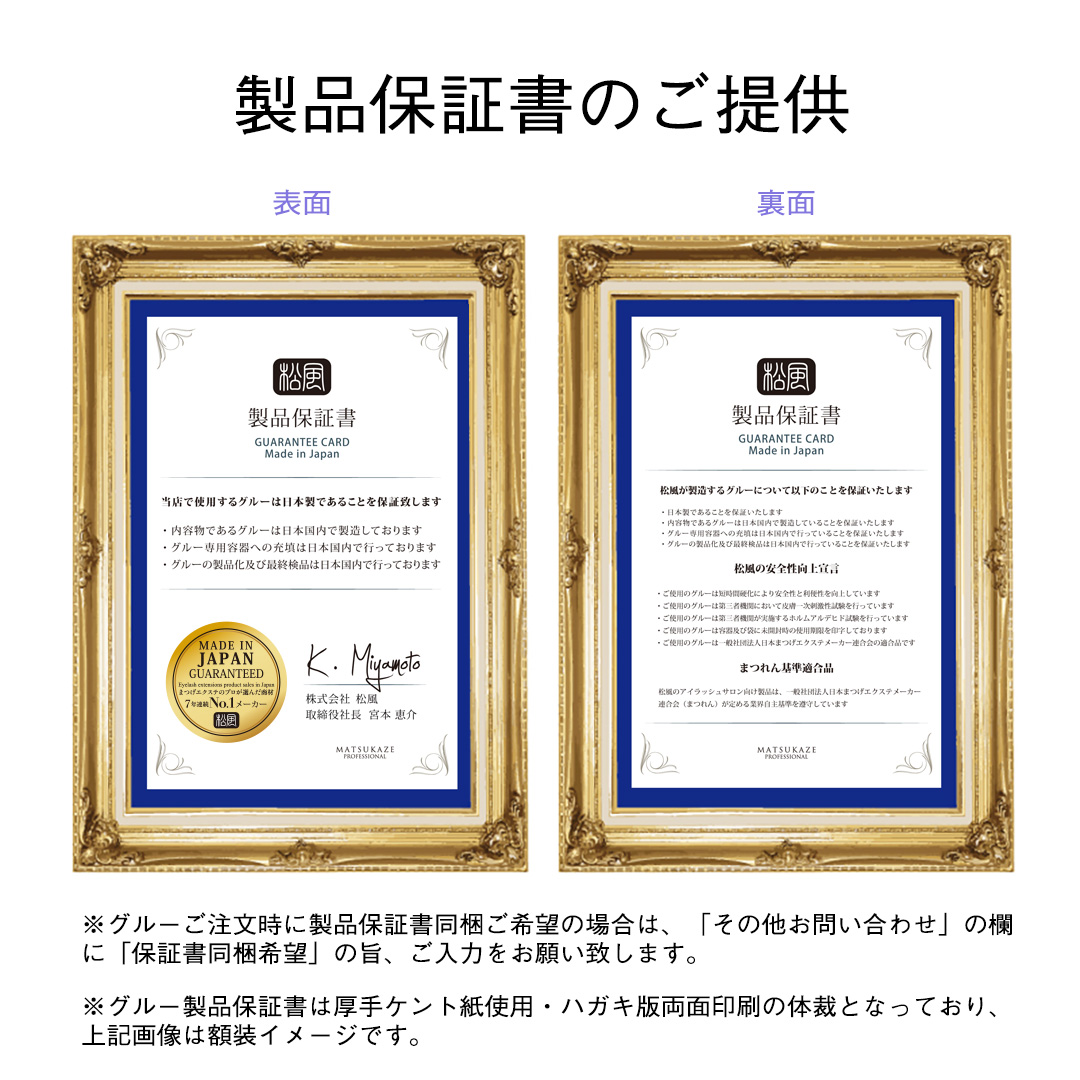 製品保証書のご提供
表面
松風
製品保証書
GUARANTEE CARD
Made in Japan
当店で使用するグルーは日本製であることを保証致します
・内容物であるグルーは日本国内で製造しております
・グルー専用容器への充填は日本国内で行っております
・グルーの製品化及び最終検品は日本国内で行っております
MADE IN
JAPAN
GUARANTEED
Eyelash extensions product sales in Japan
まつげエクステのプロが選んだ商材
7年連続No.1メーカー
松風
K. Miyamoto
株式会社 松風
取締役社長 宮本 恵介
MATSUKAZE
PROFESSIONAL
裏面
松風
製品保証書
GUARANTEE CARD
Made in Japan
松風が製造するグルーについて以下のことを保証いたします
・日本製であることを保証いたします
・内容物であるグルーは日本国内で製造していることを保証いたします
・グルー専用容器への充填は日本国内で行っていることを保証いたします
・グルーの製品化及び最終検品は日本国内で行っていることを保証いたします
松風の安全性向上宣言
・ご使用のグルーは短時間硬化により安全性と利便性を向上しています
・ご使用のグルーは第三者機関において皮膚一次刺激性試験を行っています
・ご使用のグルーは第三者機関が実施するホルムアルデヒド試験を行っています
・ご使用のグルーは容器及び袋に未開封時の使用期限を印字しております
・ご使用のグルーは一般社団法人日本まつげエクステメーカー連合会の適合品です
まつれん基準適合品
松風のアイラッシュサロン向け製品は、一般社団法人日本まつげエクステメーカー
連合会（まつれん）が定める業界自主基準を遵守しています
MATSUKAZE
PROFESSIONAL
※グルーご注文時に製品保証書同梱ご希望の場合は、「その他お問い合わせ」の欄
に「保証書同梱希望」の旨、ご入力をお願い致します。
※グルー製品保証書は厚手ケント紙使用・ハガキ版両面印刷の体裁となっており、
上記画像は額装イメージです。